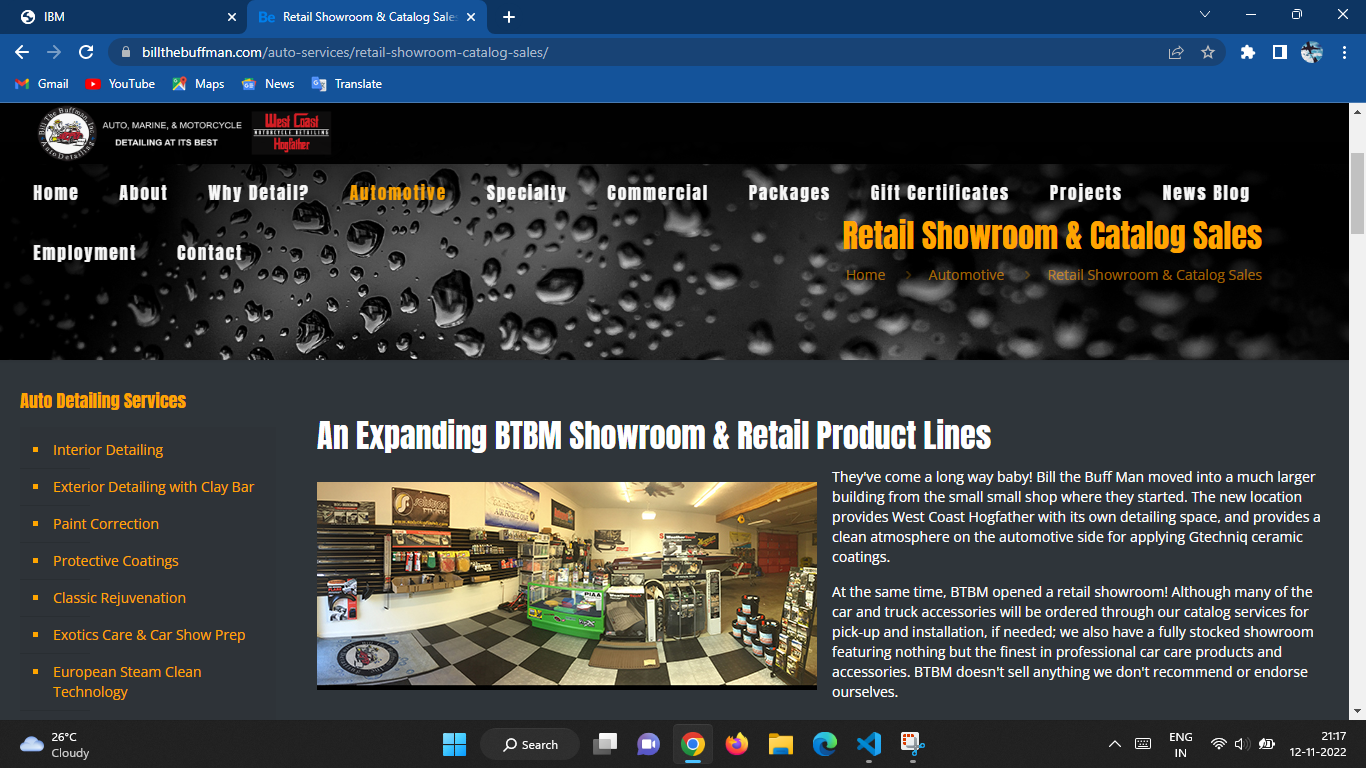 IBM
Be Retail Showroom & Catalog Sale
billthebuffman.com/auto-services/retail-showroom-catalog-sales/
Gmail YouTube Maps News Translate
Bill The Buffman, Inc.
Auto Detailing
AUTO, MARINE, & MOTORCYCLE
DETAILING AT ITS BEST
West Coast
MOTORCYCLE DETAILING
Hogfather
Home About Why Detail? Automotive Specialty Commercial Packages Gift Certificates Projects News Blog
Employment Contact
Retail Showroom & Catalog Sales
Home > Automotive > Retail Showroom & Catalog Sales
Auto Detailing Services
Interior Detailing
Exterior Detailing with Clay Bar
Paint Correction
Protective Coatings
Classic Rejuvenation
Exotics Care & Car Show Prep
European Steam Clean
Technology
An Expanding BTBM Showroom & Retail Product Lines
AIR FORCE ONE
PIAA
They've come a long way baby! Bill the Buff Man moved into a much larger
building from the small small shop where they started. The new location
provides West Coast Hogfather with its own detailing space, and provides a
clean atmosphere on the automotive side for applying Gtechniq ceramic
coatings.
At the same time, BTBM opened a retail showroom! Although many of the
car and truck accessories will be ordered through our catalog services for
pick-up and installation, if needed; we also have a fully stocked showroom
featuring nothing but the finest in professional car care products and
accessories. BTBM doesn't sell anything we don't recommend or endorse
ourselves.
26°C
Cloudy
Search
ENG
IN
21:17
12-11-2022